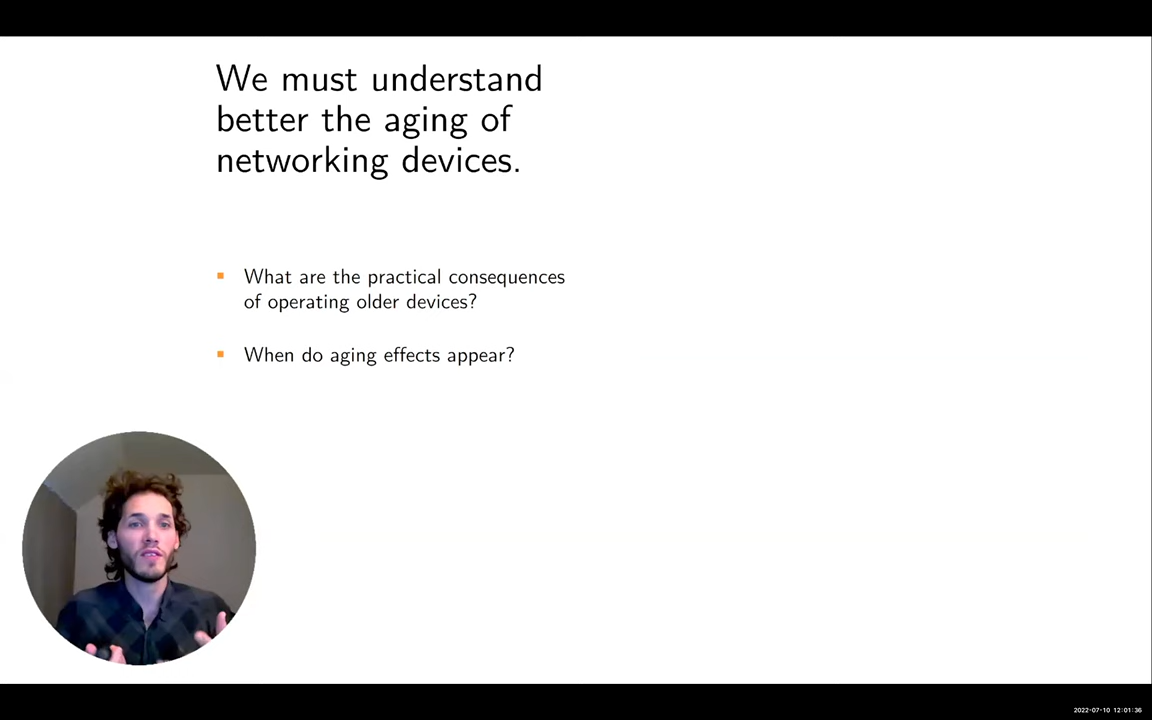 We must understand
better the aging of
networking devices.
What are the practical consequences
of operating older devices?
When do aging effects appear?
2022-07-10 12:01:36